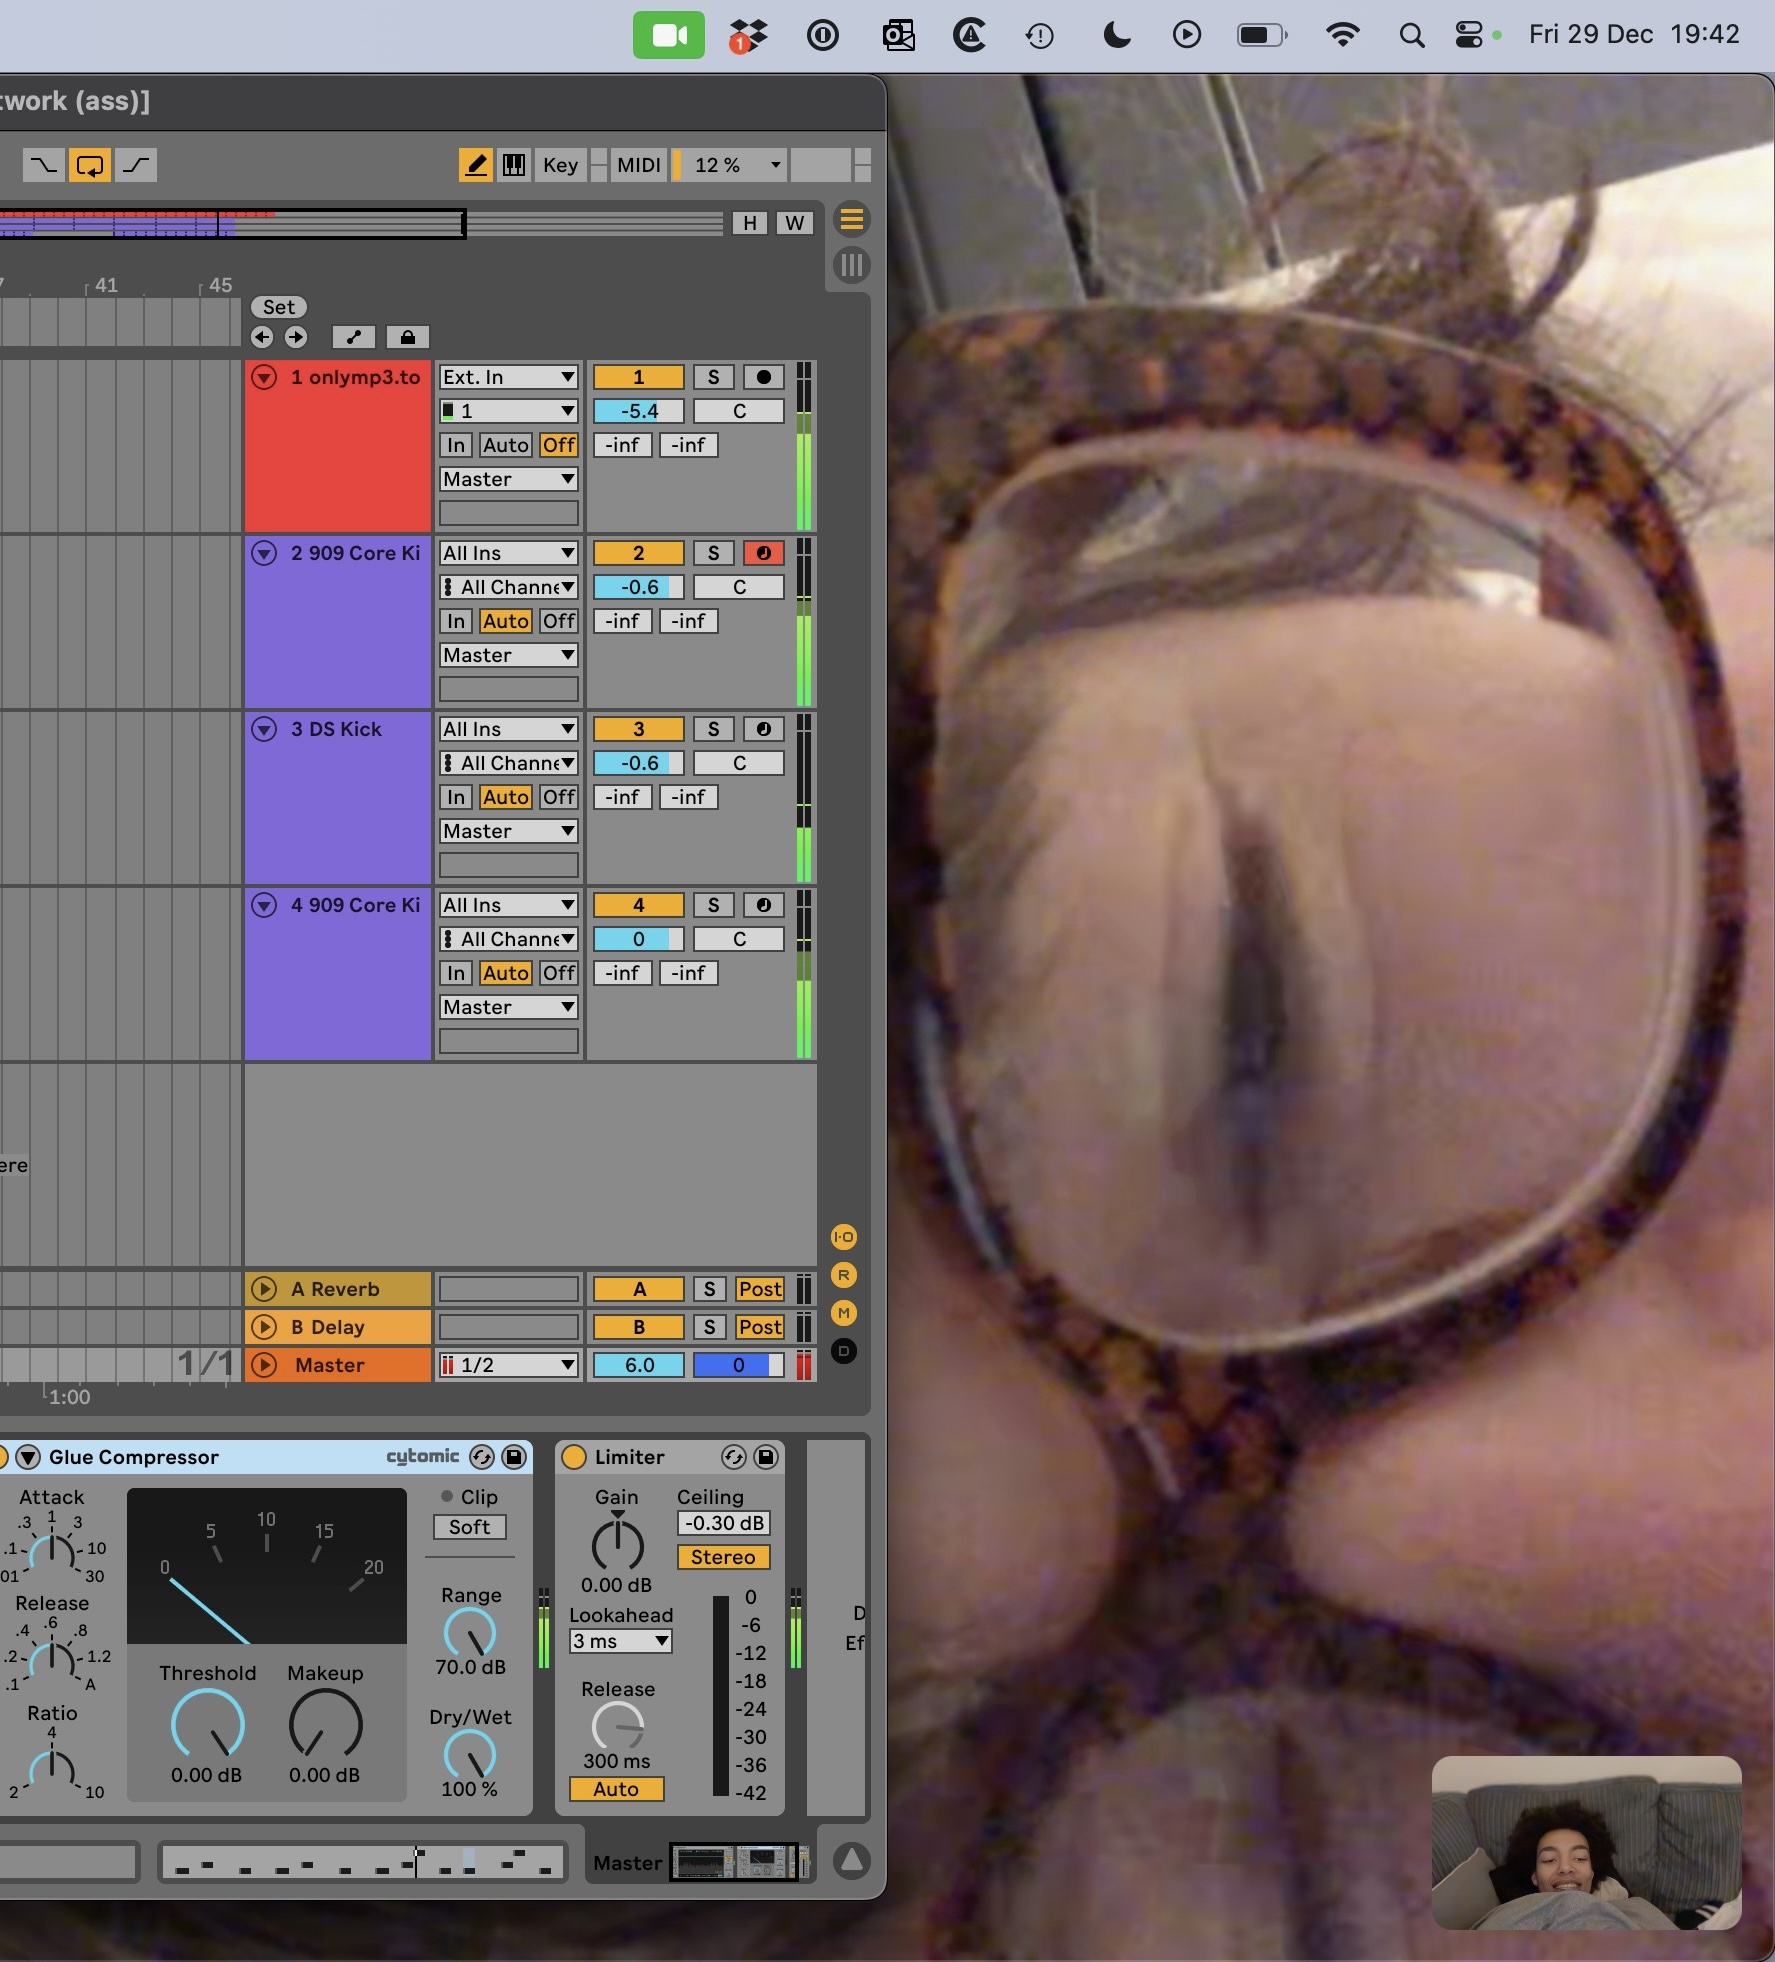 1
Fri 29 Dec 19:42
twork (ass)]
Key
MIDI
12 %
H
W
41
45
Set
1 onlymp3.to
Ext. In
1
S
1
-5.4
C
In
Auto
Off
-inf
-inf
Master
2 909 Core Ki
All Ins
2
S
All Channe
-0.6
C
In
Auto
Off
-inf
-inf
Master
3 DS Kick
All Ins
3
S
All Channe
-0.6
C
In
Auto
Off
-inf
-inf
Master
4 909 Core Ki
All Ins
4
S
All Channe
0
C
In
Auto
Off
-inf
-inf
Master
ere
I·O
R
M
D
A Reverb
A
S
Post
B Delay
B
S
Post
1/1
Master
1/2
6.0
0
1:00
Glue Compressor
cytomic
Limiter
Attack
.01
.1
.3
1
3
10
30
Release
.1
.2
.4
.6
.8
1.2
A
Ratio
2
4
10
0
5
10
15
20
Threshold
0.00 dB
Makeup
0.00 dB
Clip
Soft
Range
70.0 dB
Dry/Wet
100 %
Gain
0.00 dB
Ceiling
-0.30 dB
Stereo
Lookahead
3 ms
Release
300 ms
Auto
0
-6
-12
-18
-24
-30
-36
-42
D
Ef
Master